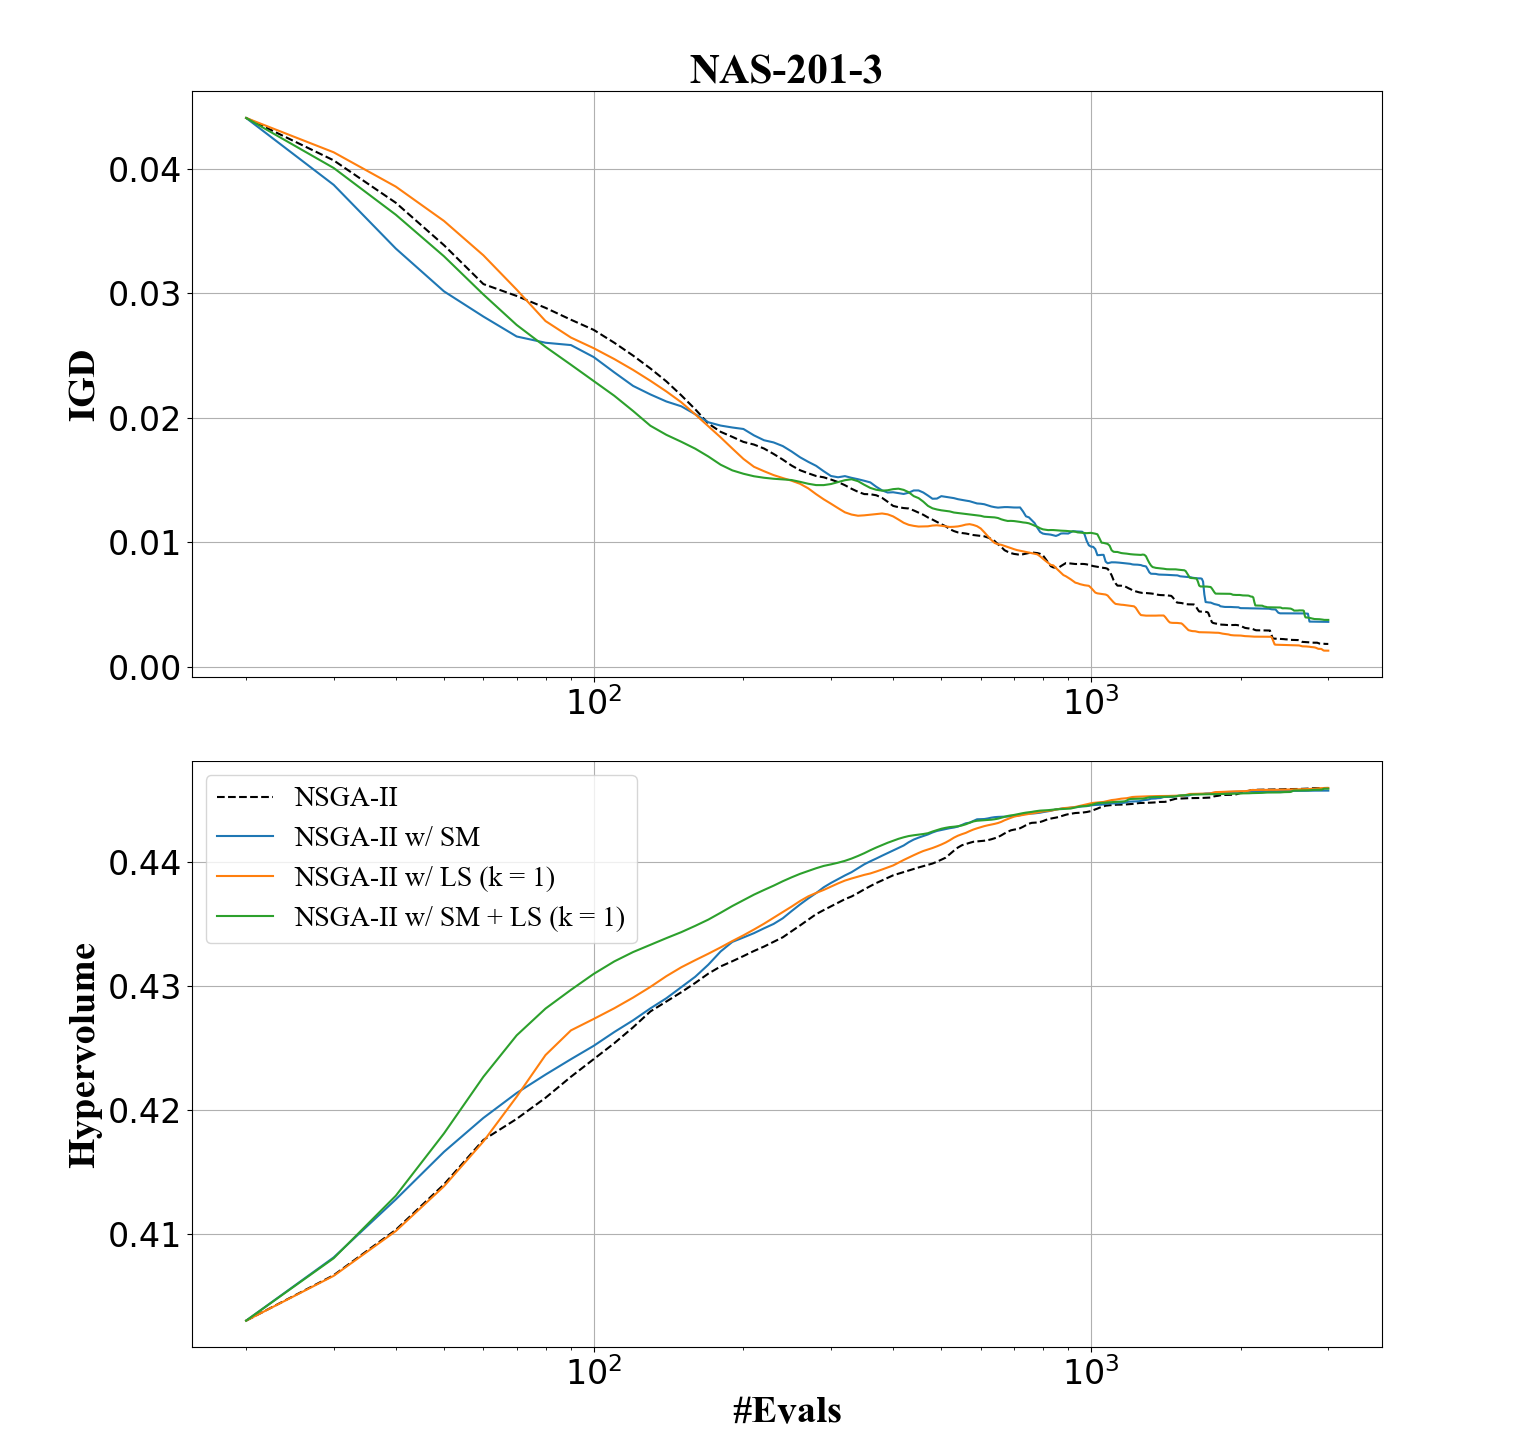 NAS-201-3
IGD
0.04
0.03
0.02
0.01
0.00
10²
10³
NSGA-II
NSGA-II w/ SM
NSGA-II w/ LS (k = 1)
NSGA-II w/ SM + LS (k = 1)
Hypervolume
0.44
0.43
0.42
0.41
10²
10³
#Evals